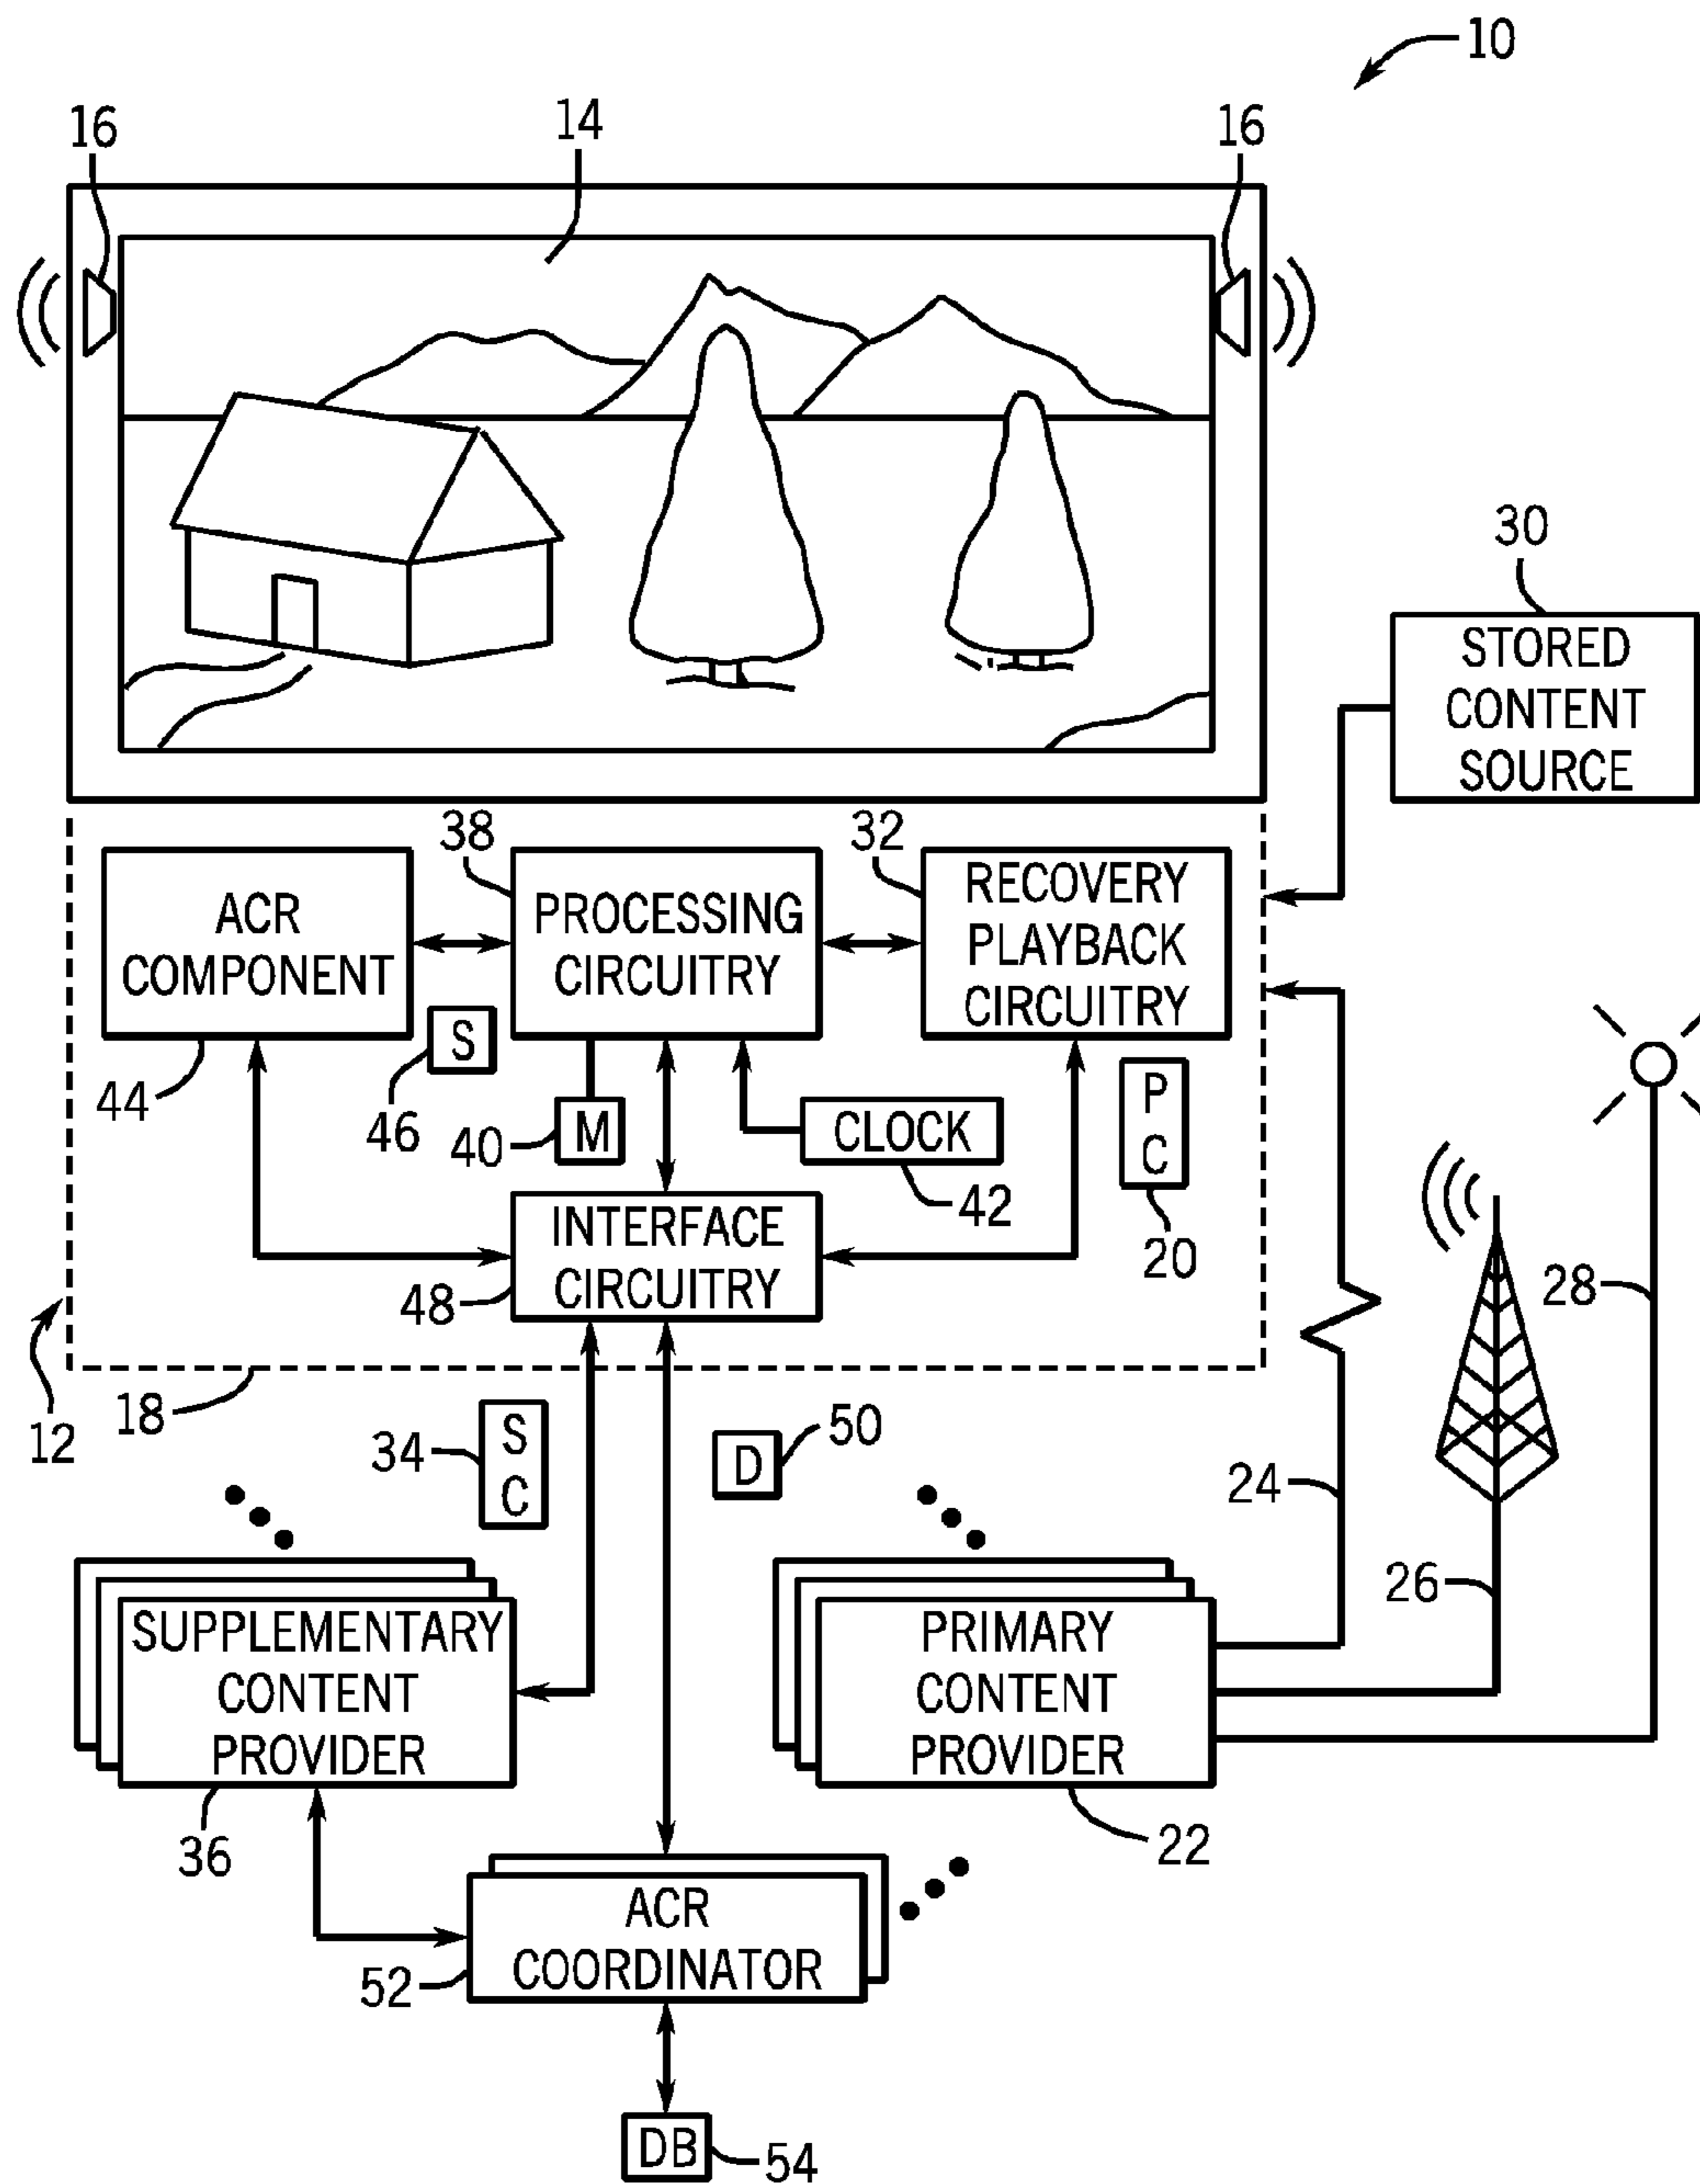 10
16
14
16
30
STORED
CONTENT
SOURCE
38
32
ACR
COMPONENT
PROCESSING
CIRCUITRY
RECOVERY
PLAYBACK
CIRCUITRY
44
S
46
40
M
CLOCK
42
P
C
20
INTERFACE
CIRCUITRY
48
28
12
18
34
S
C
D
50
24
26
SUPPLEMENTARY
CONTENT
PROVIDER
PRIMARY
CONTENT
PROVIDER
36
22
ACR
COORDINATOR
52
DB
54